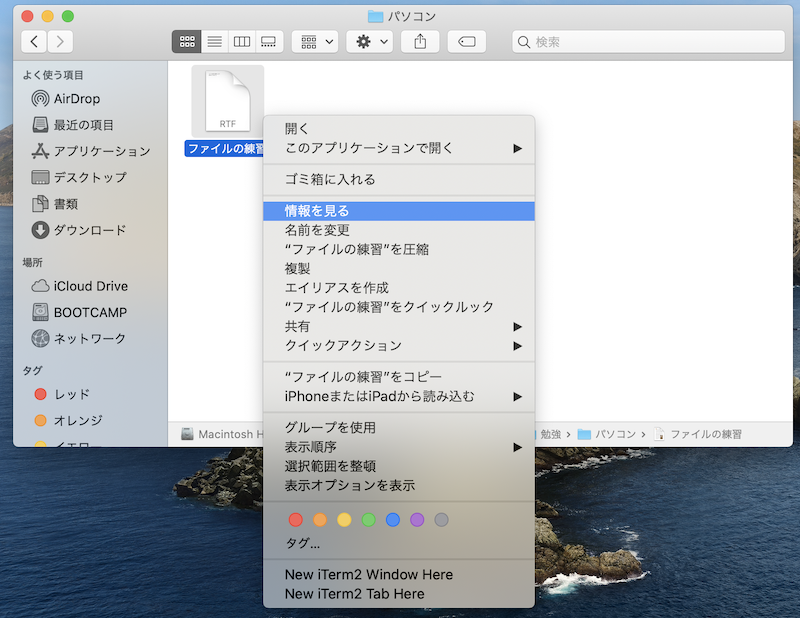 パソコン
検索
よく使う項目
AirDrop
最近の項目
アプリケーション
デスクトップ
書類
ダウンロード
場所
iCloud Drive
BOOTCAMP
ネットワーク
タグ
レッド
オレンジ
イエロー
RTF
ファイルの練習
開く
このアプリケーションで開く
ゴミ箱に入れる
情報を見る
名前を変更
“ファイルの練習”を圧縮
複製
エイリアスを作成
“ファイルの練習”をクイックルック
共有
クイックアクション
“ファイルの練習”をコピー
iPhoneまたはiPadから読み込む
グループを使用
表示順序
選択範囲を整頓
表示オプションを表示
タグ...
New iTerm2 Window Here
New iTerm2 Tab Here
Macintosh H
勉強 › パソコン › ファイルの練習